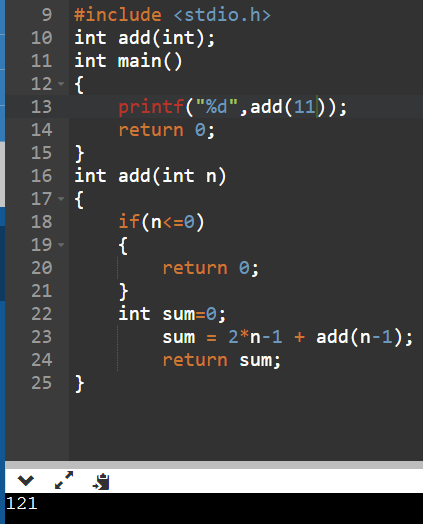 9 #include <stdio.h>
10 int add(int);
11 int main()
12 {
13     printf("%d",add(11));
14     return 0;
15 }
16 int add(int n)
17 {
18     if(n<=0)
19     {
20         return 0;
21     }
22     int sum=0;
23         sum = 2*n-1 + add(n-1);
24         return sum;
25 }
121